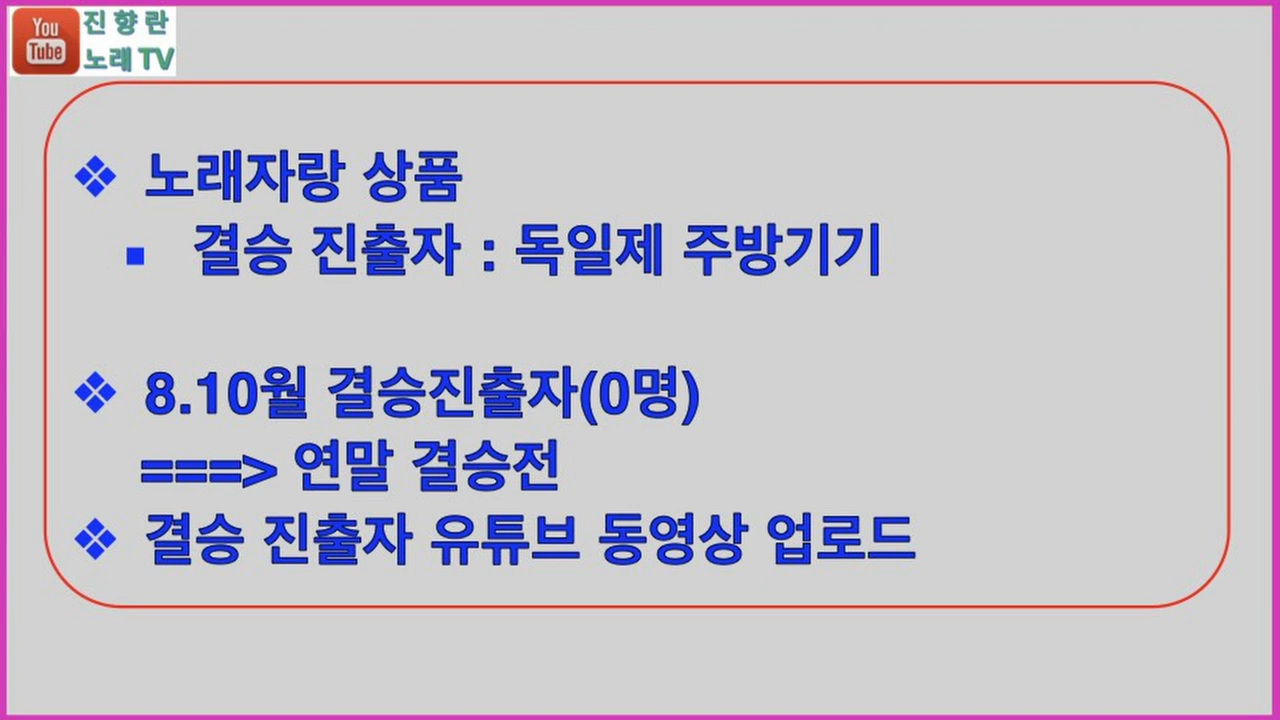 You
Tube
진 향 란
노래 TV
❖ 노래자랑 상품
▪ 결승 진출자 : 독일제 주방기기
❖ 8.10월 결승진출자(0명)
===> 연말 결승전
❖ 결승 진출자 유튜브 동영상 업로드